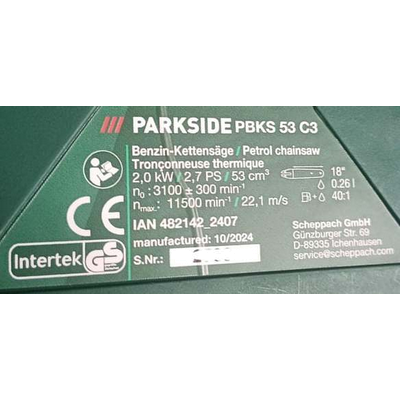 PARKSIDE PBKS 53 C3
Benzin-Kettensäge / Petrol chainsaw
Tronçonneuse thermique
2,0 kW / 2,7 PS / 53 cm³
18"
n₀ : 3100 ± 300 min⁻¹
0.26 l
nmax. : 11500 min⁻¹ / 22,1 m/s
40:1
CE
IAN 482142_2407
manufactured: 10/2024
S.Nr.:
Scheppach GmbH
Günzburger Str. 69
D-89335 Ichenhausen
service@scheppach.com
Intertek GS